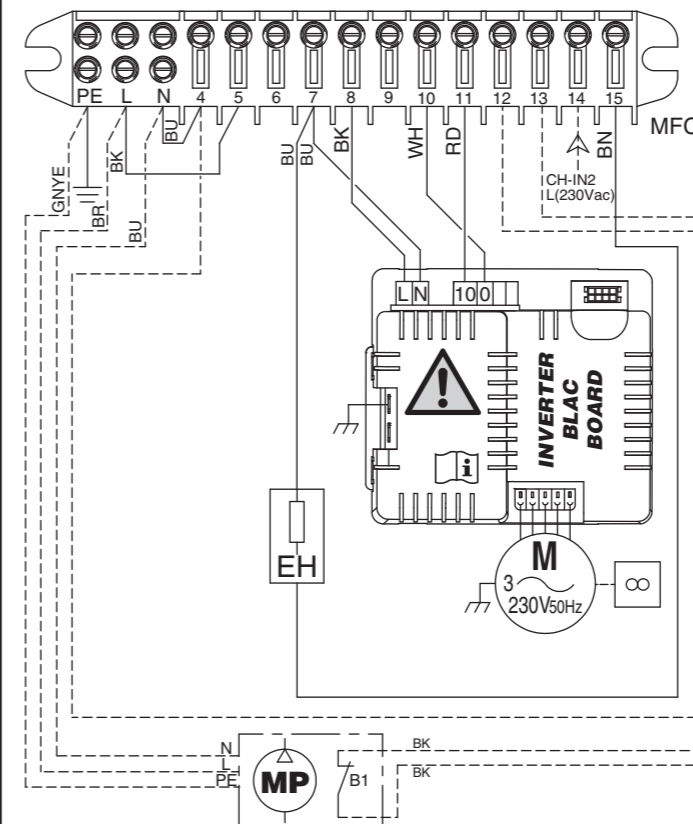 PE L N 4 5 6 7 8 9 10 11 12 13 14 15
MFC
GNYE
BR
BK
BU
BU
BU
BU
BK
WH
RD
BN
CH-IN2
L(230Vac)
L N 10 0
INVERTER
BLAC
BOARD
i
EH
M
3
230V50Hz
∞
N
L
PE
MP
B1
BK
BK